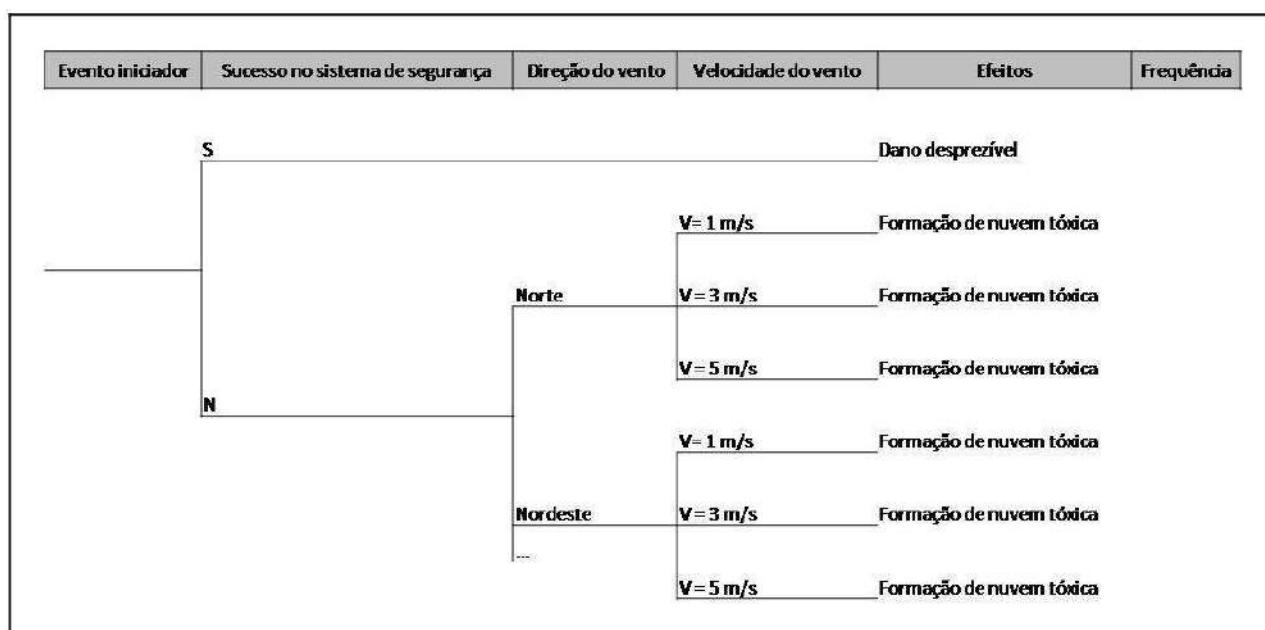 Evento iniciador Sucesso no sistema de segurança Direção do vento Velocidade do vento Efeitos Frequência
S Dano desprezível
V= 1 m/s Formação de nuvem tóxica
Norte V = 3 m/s Formação de nuvem tóxica
V = 5 m/s Formação de nuvem tóxica
N
V= 1 m/s Formação de nuvem tóxica
Nordeste V = 3 m/s Formação de nuvem tóxica
...
V = 5 m/s Formação de nuvem tóxica